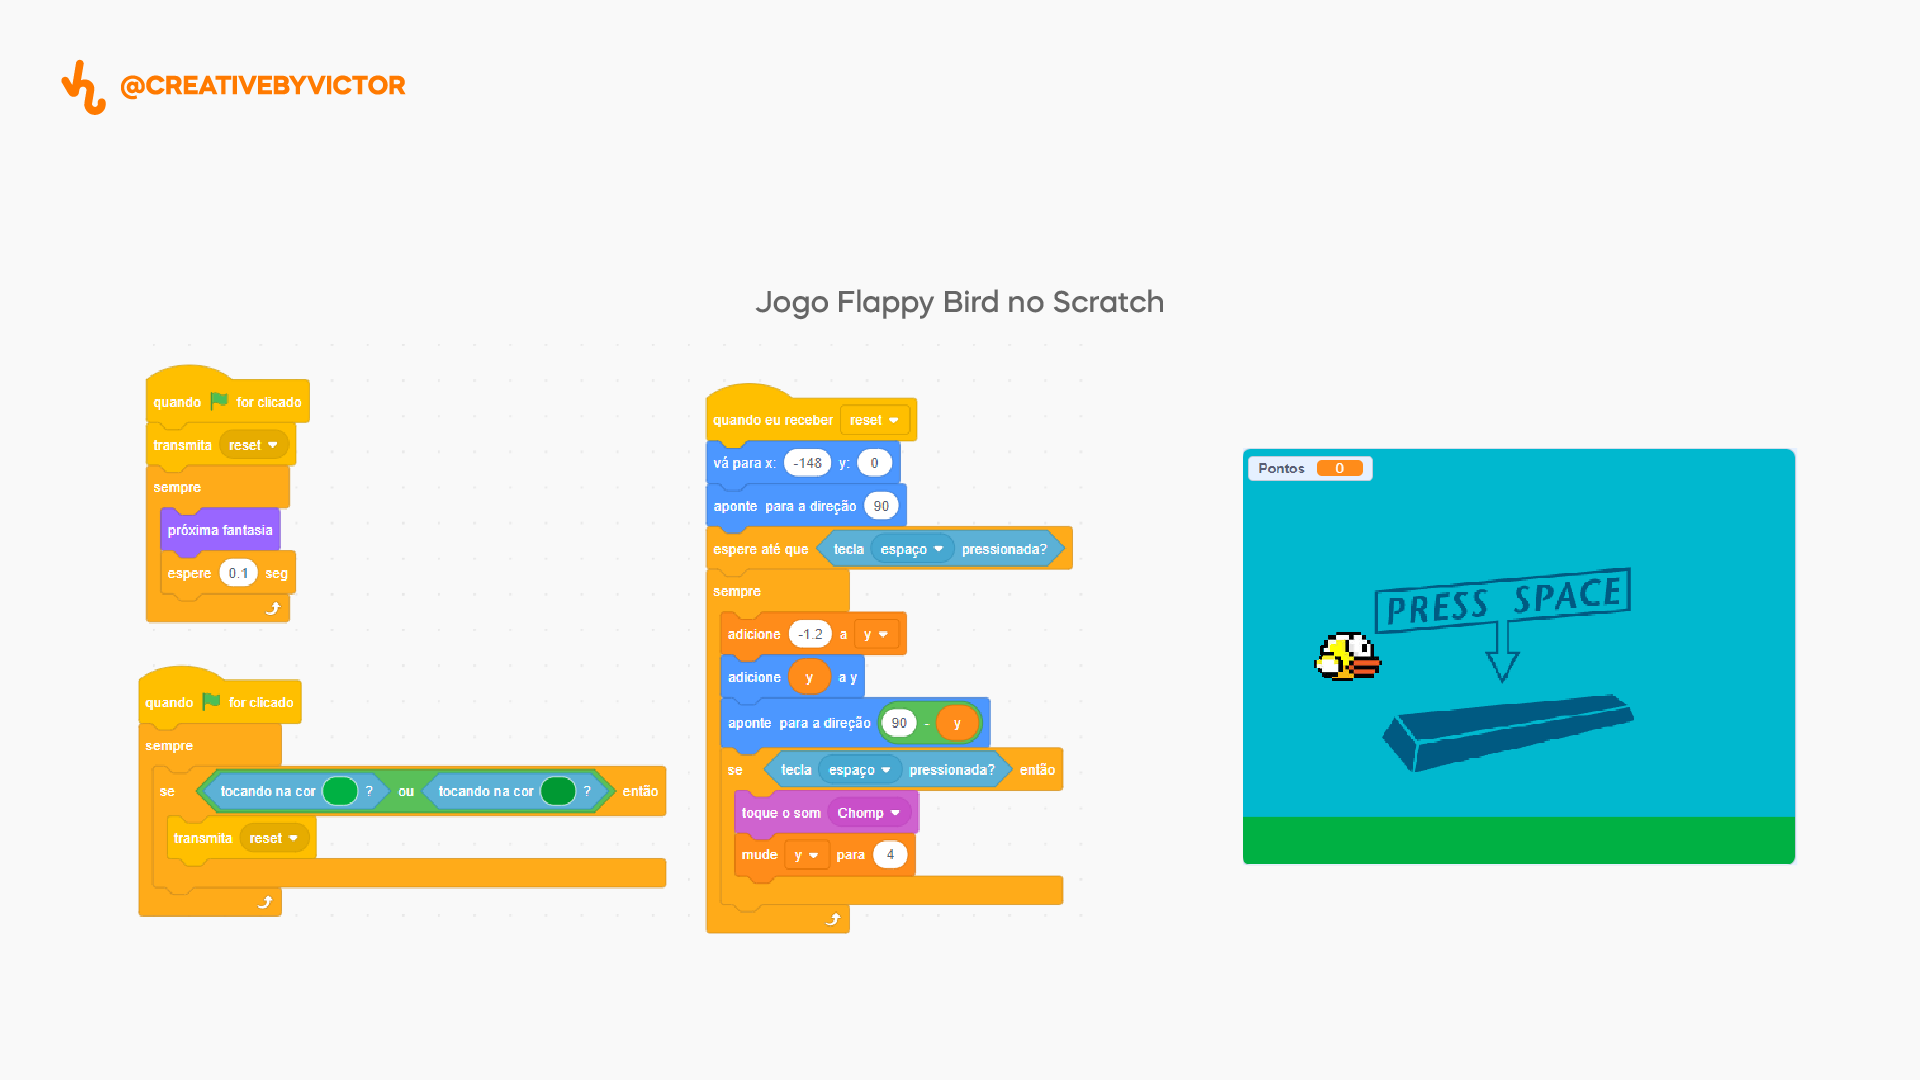 @CREATIVEBYVICTOR
Jogo Flappy Bird no Scratch
quando for clicado
transmita reset
sempre
próxima fantasia
espere 0.1 seg
quando for clicado
sempre
se tocando na cor ? ou tocando na cor ? então
transmita reset
quando eu receber reset
vá para x: -148 y: 0
aponte para a direção 90
espere até que tecla espaço pressionada?
sempre
adicione -1.2 a y
adicione y a y
aponte para a direção 90 - y
se tecla espaço pressionada? então
toque o som Chomp
mude y para 4
Pontos 0
PRESS SPACE